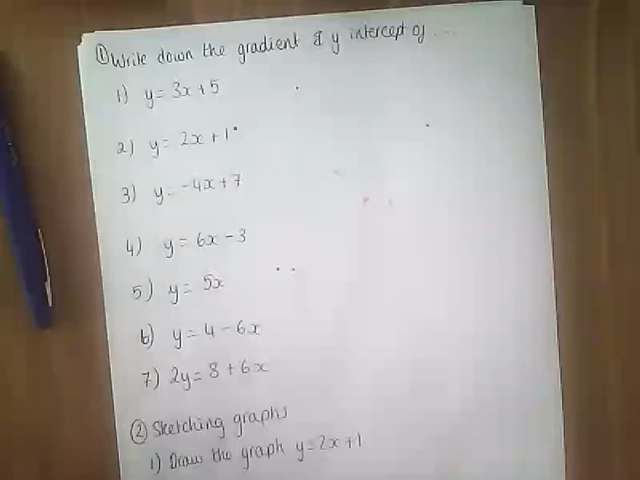 ① Write down the gradient & y intercept of ...
1) y = 3x + 5
2) y = 2x + 1
3) y = -4x + 7
4) y = 6x - 3
5) y = 5x
6) y = 4 - 6x
7) 2y = 8 + 6x
② Sketching graphs
1) Draw the graph y = 2x + 1